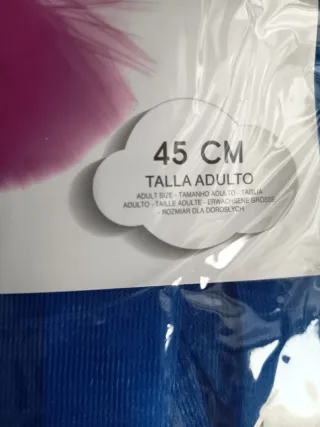 45 CM
TALLA ADULTO
ADULT SIZE - TAMANHO ADULTO - TAGLIA
ADULTO - TAILLE ADULTE - ERWACHSENE GRÖSSE
- ROZMIAR DLA DOROSŁYCH